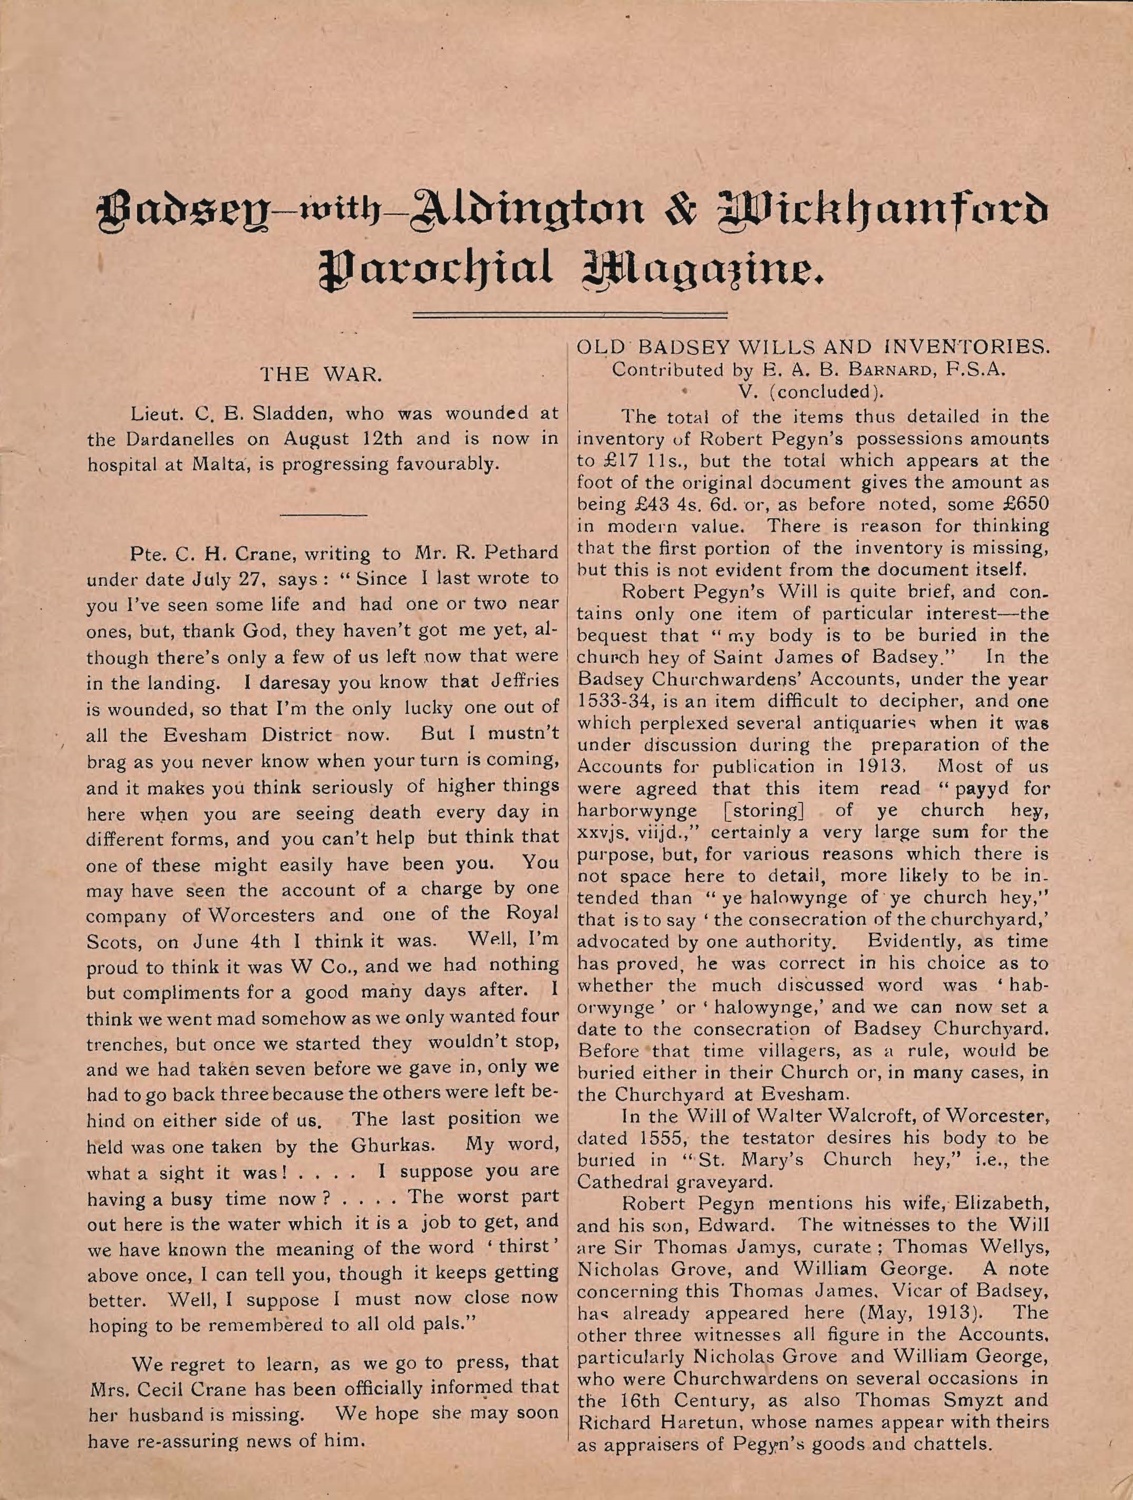 Badsey—with—Aldington & Wickhamford
Parochial Magazine.
THE WAR.
Lieut. C. E. Sladden, who was wounded at
the Dardanelles on August 12th and is now in
hospital at Malta, is progressing favourably.
Pte. C. H. Crane, writing to Mr. R. Pethard
under date July 27, says: “ Since I last wrote to
you I've seen some life and had one or two near
ones, but, thank God, they haven't got me yet, al-
though there's only a few of us left now that were
in the landing. I daresay you know that Jeffries
is wounded, so that I'm the only lucky one out of
all the Evesham District now. But I mustn't
brag as you never know when your turn is coming,
and it makes you think seriously of higher things
here when you are seeing death every day in
different forms, and you can't help but think that
one of these might easily have been you. You
may have seen the account of a charge by one
company of Worcesters and one of the Royal
Scots, on June 4th I think it was. Well, I'm
proud to think it was W Co., and we had nothing
but compliments for a good many days after. I
think we went mad somehow as we only wanted four
trenches, but once we started they wouldn't stop,
and we had taken seven before we gave in, only we
had to go back three because the others were left be-
hind on either side of us. The last position we
held was one taken by the Ghurkas. My word,
what a sight it was! . . . . I suppose you are
having a busy time now? . . . . The worst part
out here is the water which it is a job to get, and
we have known the meaning of the word ‘ thirst ’
above once, I can tell you, though it keeps getting
better. Well, I suppose I must now close now
hoping to be remembered to all old pals.”
We regret to learn, as we go to press, that
Mrs. Cecil Crane has been officially informed that
her husband is missing. We hope she may soon
have re-assuring news of him.
OLD BADSEY WILLS AND INVENTORIES.
Contributed by E. A. B. BARNARD, F.S.A.
V. (concluded).
The total of the items thus detailed in the
inventory of Robert Pegyn's possessions amounts
to £17 11s., but the total which appears at the
foot of the original document gives the amount as
being £43 4s. 6d. or, as before noted, some £650
in modern value. There is reason for thinking
that the first portion of the inventory is missing,
but this is not evident from the document itself.
Robert Pegyn's Will is quite brief, and con-
tains only one item of particular interest—the
bequest that “ my body is to be buried in the
church hey of Saint James of Badsey.” In the
Badsey Churchwardens' Accounts, under the year
1533-34, is an item difficult to decipher, and one
which perplexed several antiquaries when it was
under discussion during the preparation of the
Accounts for publication in 1913. Most of us
were agreed that this item read “ payyd for
harborwynge [storing] of ye church hey,
xxvjs. viijd.,” certainly a very large sum for the
purpose, but, for various reasons which there is
not space here to detail, more likely to be in-
tended than “ ye halowynge of ye church hey,”
that is to say ‘ the consecration of the churchyard,’
advocated by one authority. Evidently, as time
has proved, he was correct in his choice as to
whether the much discussed word was ‘ hab-
orwynge ’ or ‘ halowynge,’ and we can now set a
date to the consecration of Badsey Churchyard.
Before that time villagers, as a rule, would be
buried either in their Church or, in many cases, in
the Churchyard at Evesham.
In the Will of Walter Walcroft, of Worcester,
dated 1555, the testator desires his body to be
buried in “ St. Mary's Church hey,” i.e., the
Cathedral graveyard.
Robert Pegyn mentions his wife, Elizabeth,
and his son, Edward. The witnesses to the Will
are Sir Thomas Jamys, curate; Thomas Wellys,
Nicholas Grove, and William George. A note
concerning this Thomas James, Vicar of Badsey,
has already appeared here (May, 1913). The
other three witnesses all figure in the Accounts,
particularly Nicholas Grove and William George,
who were Churchwardens on several occasions in
the 16th Century, as also Thomas Smyzt and
Richard Haretun, whose names appear with theirs
as appraisers of Pegyn's goods and chattels.